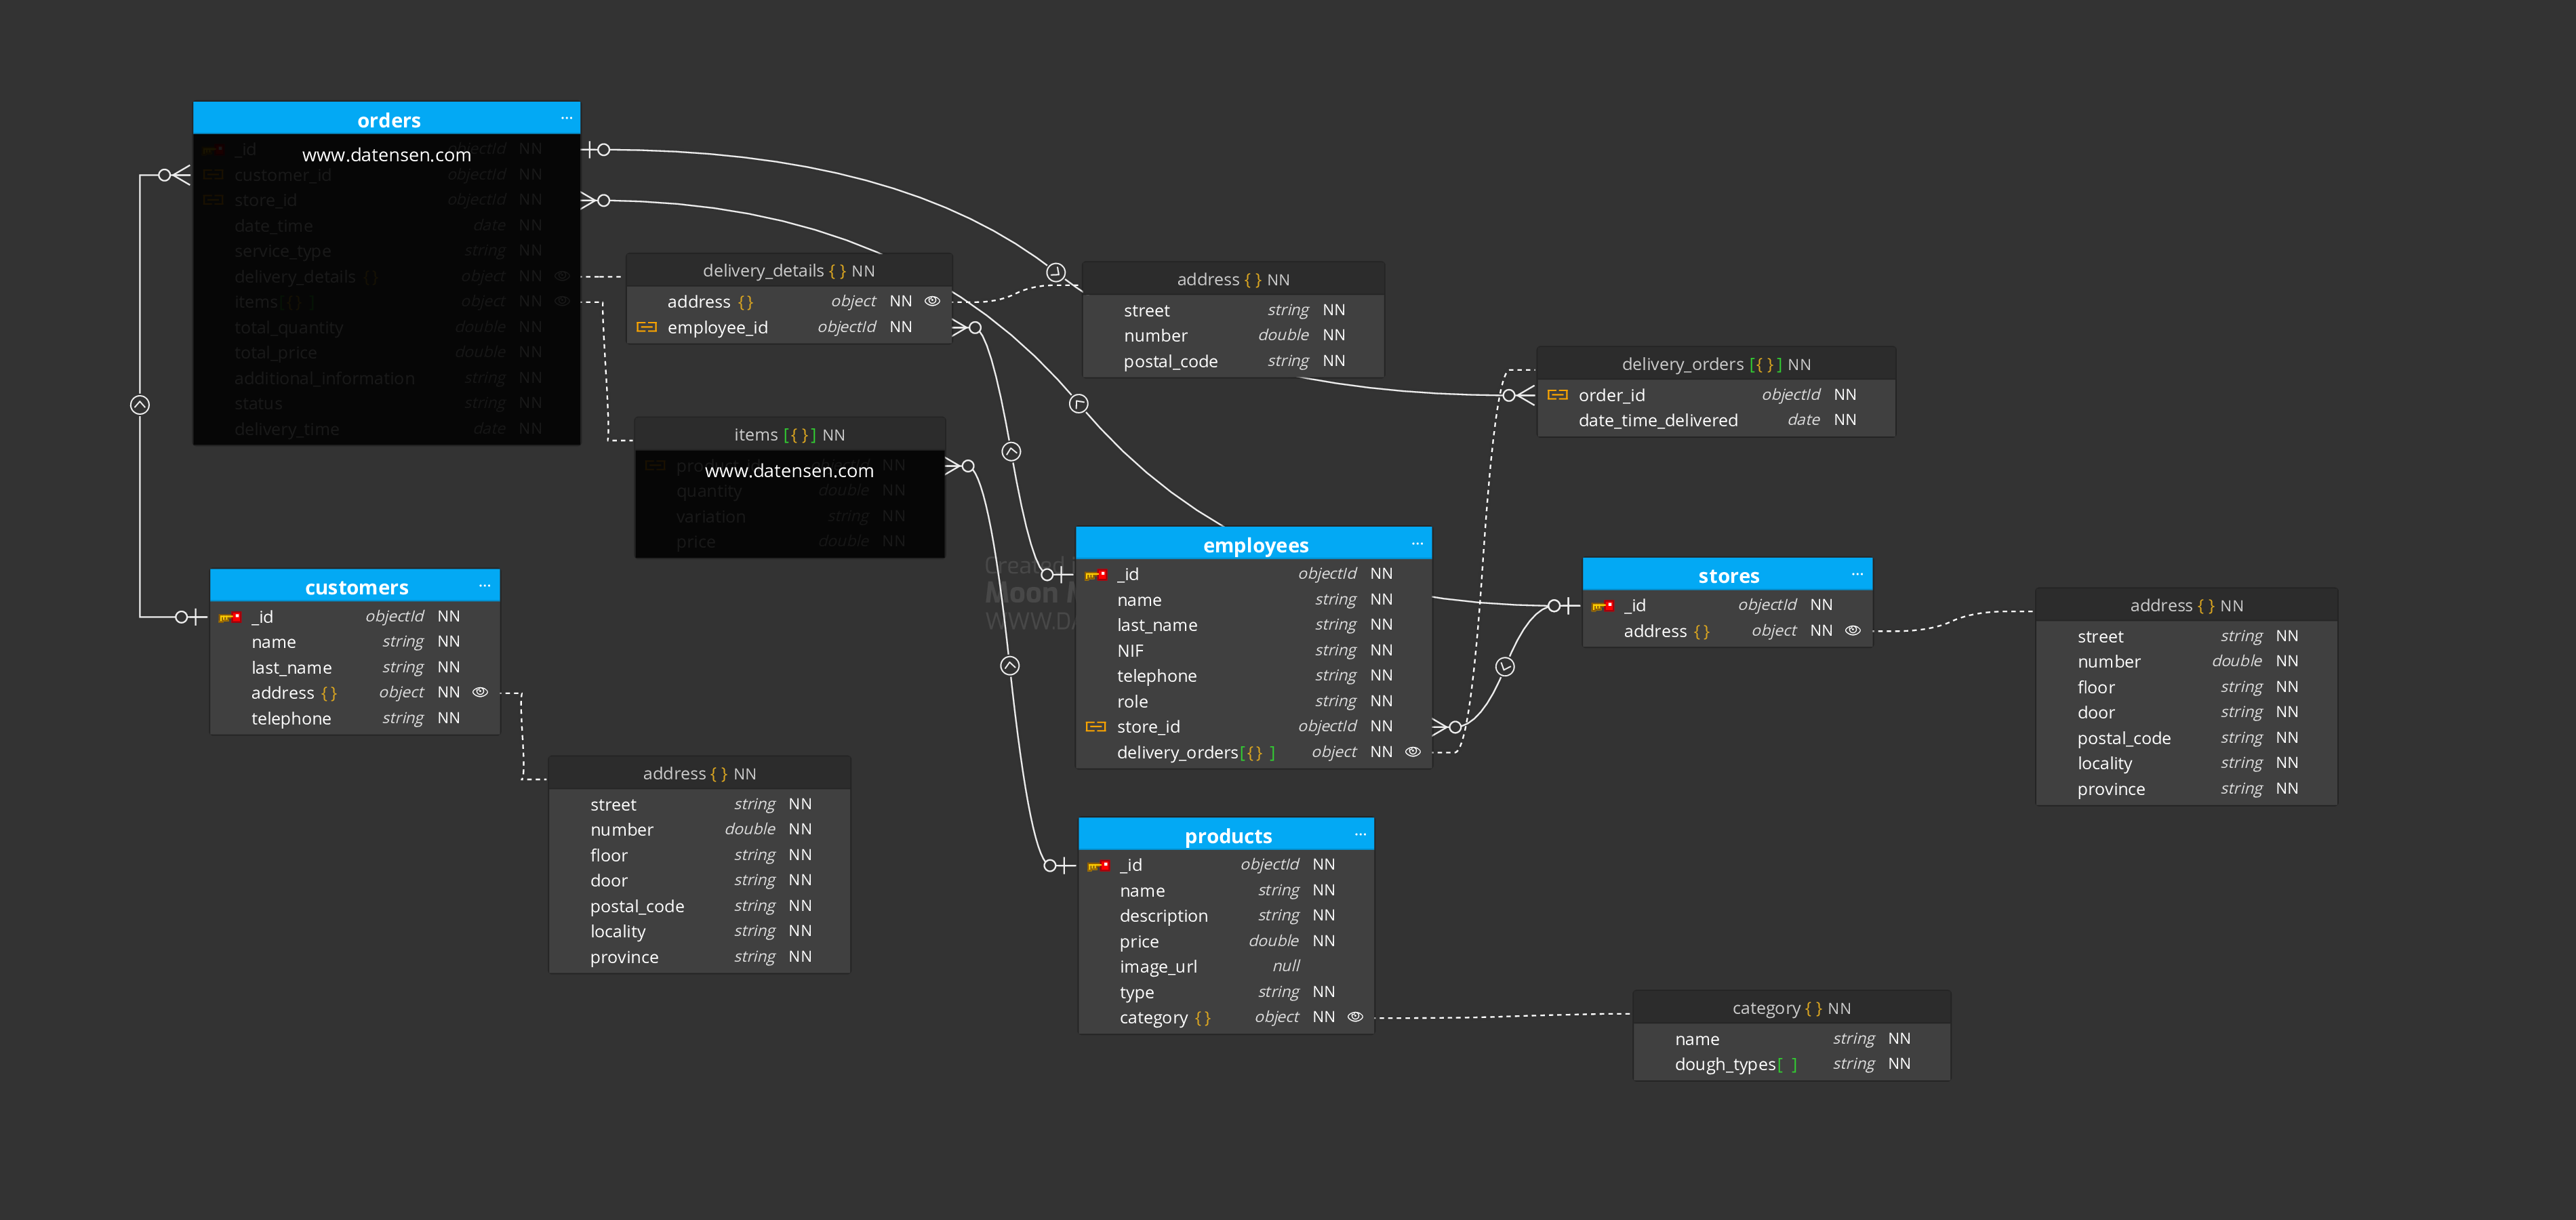 orders ...
www.datensen.com
_id objectId NN
customer_id objectId NN
store_id objectId NN
date_time date NN
service_type string NN
delivery_details {} object NN
items[{} ] object NN
total_quantity double NN
total_price double NN
additional_information string NN
status string NN
delivery_time date NN
delivery_details {} NN
address {} object NN
employee_id objectId NN
address {} NN
street string NN
number double NN
postal_code string NN
delivery_orders [{}] NN
order_id objectId NN
date_time_delivered date NN
items [{}] NN
www.datensen.com
NN
quantity double NN
variation string NN
price double NN
customers ...
_id objectId NN
name string NN
last_name string NN
address {} object NN
telephone string NN
address {} NN
street string NN
number double NN
floor string NN
door string NN
postal_code string NN
locality string NN
province string NN
Created
Moon
employees ...
_id objectId NN
name string NN
last_name string NN
NIF string NN
telephone string NN
role string NN
store_id objectId NN
delivery_orders[{} ] object NN
stores ...
_id objectId NN
address {} object NN
address {} NN
street string NN
number double NN
floor string NN
door string NN
postal_code string NN
locality string NN
province string NN
products ...
_id objectId NN
name string NN
description string NN
price double NN
image_url null
type string NN
category {} object NN
category {} NN
name string NN
dough_types[ ] string NN